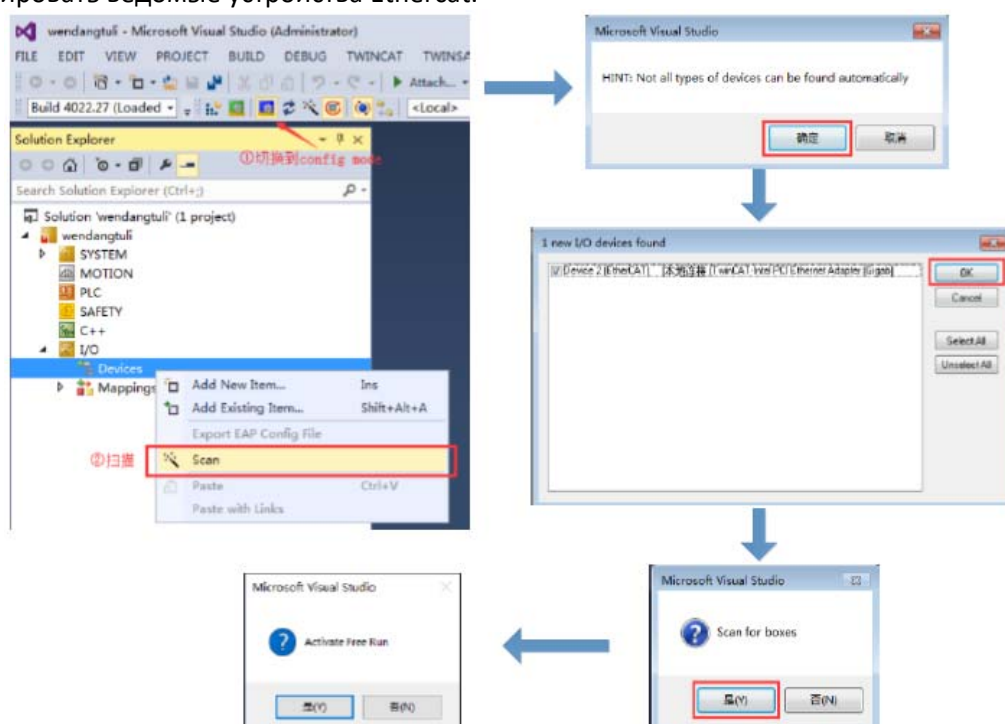 ировать ведомые устройства Ethercat.
wendangtuli - Microsoft Visual Studio (Administrator)
FILE EDIT VIEW PROJECT BUILD DEBUG TWINCAT TWINSA
Attach...
Build 4022.27 (Loaded
<Local>
Solution Explorer
①切换到config mode
Search Solution Explorer (Ctrl+;)
Solution 'wendangtuli' (1 project)
wendangtuli
SYSTEM
MOTION
PLC
SAFETY
C++
I/O
Devices
Mappings
Add New Item... Ins
Add Existing Item... Shift+Alt+A
Export EAP Config File
②扫描
Scan
Paste Ctrl+V
Paste with Links
Microsoft Visual Studio
HINT: Not all types of devices can be found automatically
确定 取消
1 new I/O devices found
Device 2 (EtherCAT) [本地连接 (TwinCAT-Intel PCI Ethernet Adapter (Gigab)]
OK
Cancel
Select All
Unselect All
Microsoft Visual Studio
Scan for boxes
是(Y) 否(N)
Microsoft Visual Studio
Activate Free Run
是(Y) 否(N)